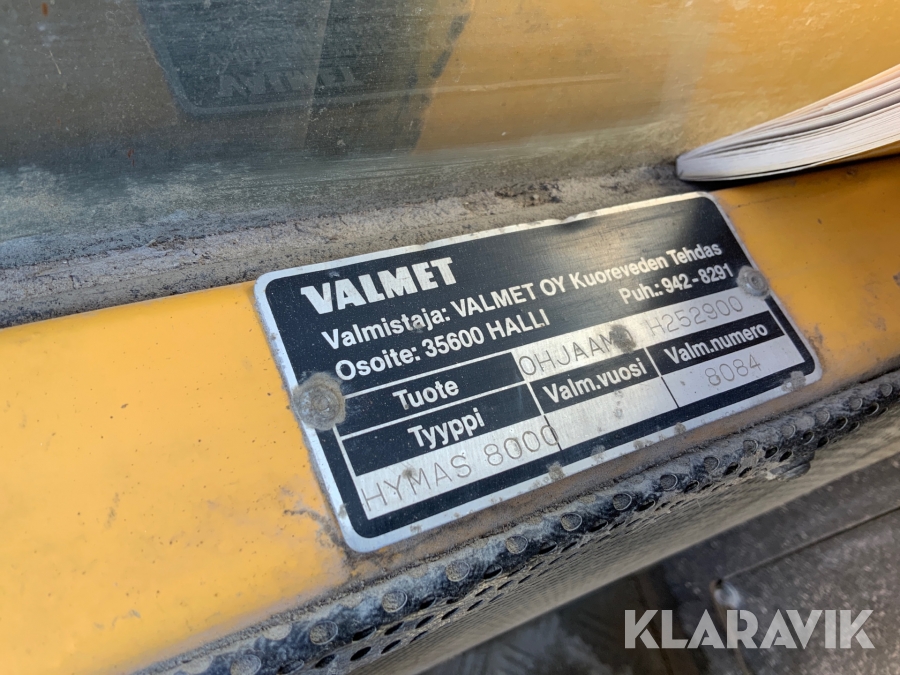 VALMET
Valmistaja: VALMET OY Kuoreveden Tehdas
Osoite: 35600 HALLI Puh.: 942-8291
Tuote OHJAAMO H252900
Tyyppi Valm.vuosi Valm.numero
HYMAS 8000 8084
KLARAVIK